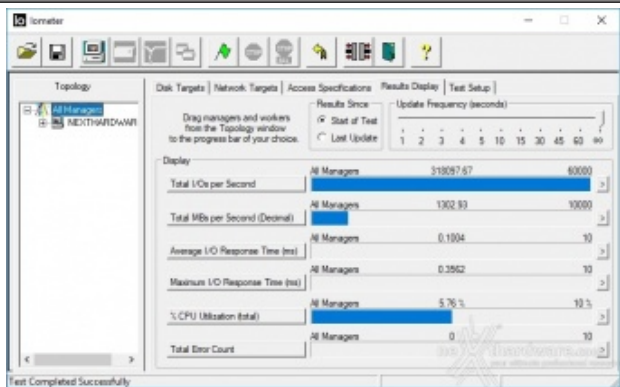 Iometer
Topology
All Managers
NEXTHARDWAR
Disk Targets
Network Targets
Access Specifications
Results Display
Test Setup
Drag managers and workers
from the Topology window
to the progress bar of your choice.
Results Since
Start of Test
Last Update
Update Frequency (seconds)
1 2 3 4 5 10 15 30 45 60 oo
Display
All Managers 318097.67 60000
Total I/Os per Second
All Managers 1302.93 10000
Total MBs per Second (Decimal)
All Managers 0.1004 10
Average I/O Response Time (ms)
All Managers 0.3562 10
Maximum I/O Response Time (ms)
All Managers 5.76 % 10 %
% CPU Utilization (total)
All Managers 0 10
Total Error Count
Test Completed Successfully